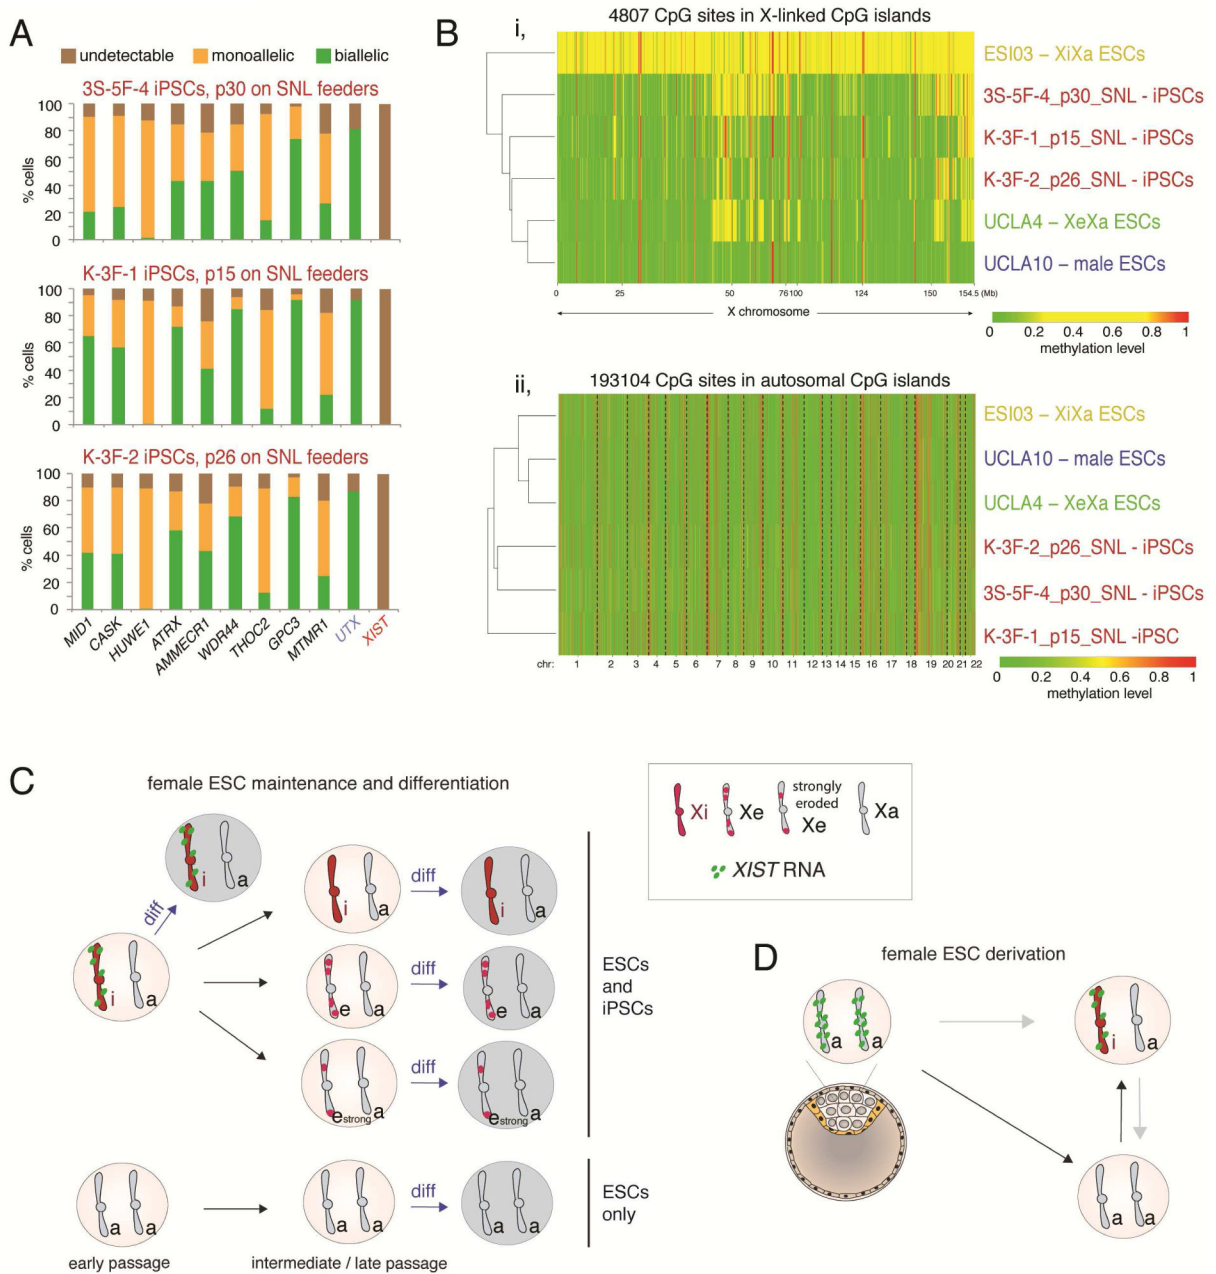 A
undetectable monoallelic biallelic
3S-5F-4 iPSCs, p30 on SNL feeders
% cells
100
80
60
40
20
0
K-3F-1 iPSCs, p15 on SNL feeders
% cells
100
80
60
40
20
0
K-3F-2 iPSCs, p26 on SNL feeders
% cells
100
80
60
40
20
0
MID1 CASK HUWE1 ATRX AMMECR1 WDR44 THOC2 GPC3 MTMR1 UTX XIST
B
i, 4807 CpG sites in X-linked CpG islands
ESI03 – XiXa ESCs
3S-5F-4_p30_SNL - iPSCs
K-3F-1_p15_SNL - iPSCs
K-3F-2_p26_SNL - iPSCs
UCLA4 – XeXa ESCs
UCLA10 – male ESCs
0 25 50 76 100 124 150 154.5 (Mb)
X chromosome
0 0.2 0.4 0.6 0.8 1
methylation level
ii, 193104 CpG sites in autosomal CpG islands
ESI03 – XiXa ESCs
UCLA10 – male ESCs
UCLA4 – XeXa ESCs
K-3F-2_p26_SNL - iPSCs
3S-5F-4_p30_SNL - iPSCs
K-3F-1_p15_SNL -iPSC
chr: 1 2 3 4 5 6 7 8 9 10 11 12 13 14 15 16 17 18 19 20 21 22
0 0.2 0.4 0.6 0.8 1
methylation level
C
female ESC maintenance and differentiation
i a
diff
i a
i a
diff
i a
e a
diff
e a
estrong a
diff
estrong a
ESCs
and
iPSCs
a a
a a
diff
a a
ESCs
only
early passage
intermediate / late passage
Xi
Xe
strongly
eroded
Xe
Xa
XIST RNA
D
female ESC derivation
a a
i a
a a